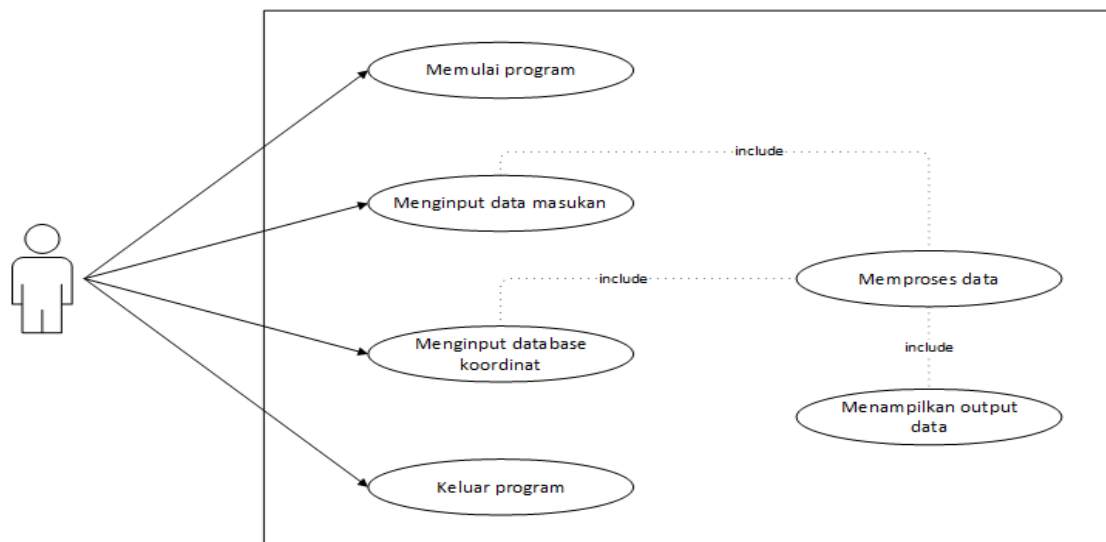 Memulai program
include
Menginput data masukan
include
Memproses data
Menginput database
koordinat
include
Menampilkan output
data
Keluar program